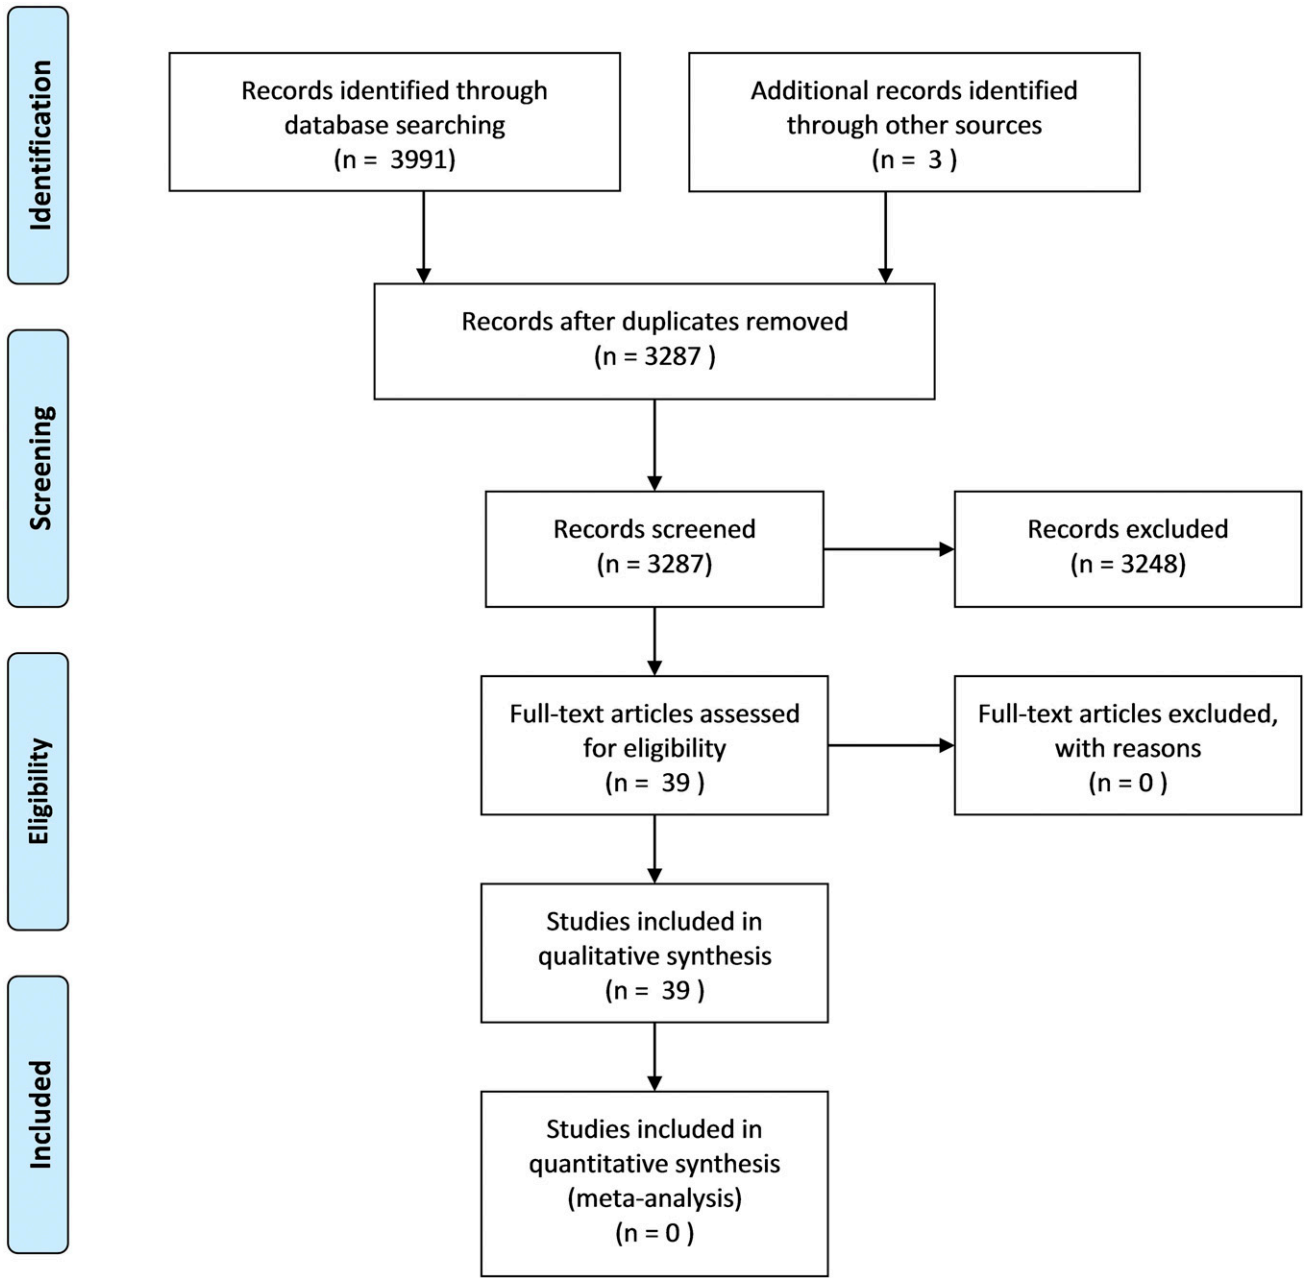 Identification
Records identified through
database searching
(n =  3991)
Additional records identified
through other sources
(n =  3 )
Records after duplicates removed
(n = 3287 )
Screening
Records screened
(n = 3287)
Records excluded
(n = 3248)
Eligibility
Full-text articles assessed
for eligibility
(n =  39 )
Full-text articles excluded,
with reasons
(n = 0 )
Studies included in
qualitative synthesis
(n =  39 )
Included
Studies included in
quantitative synthesis
(meta-analysis)
(n = 0 )